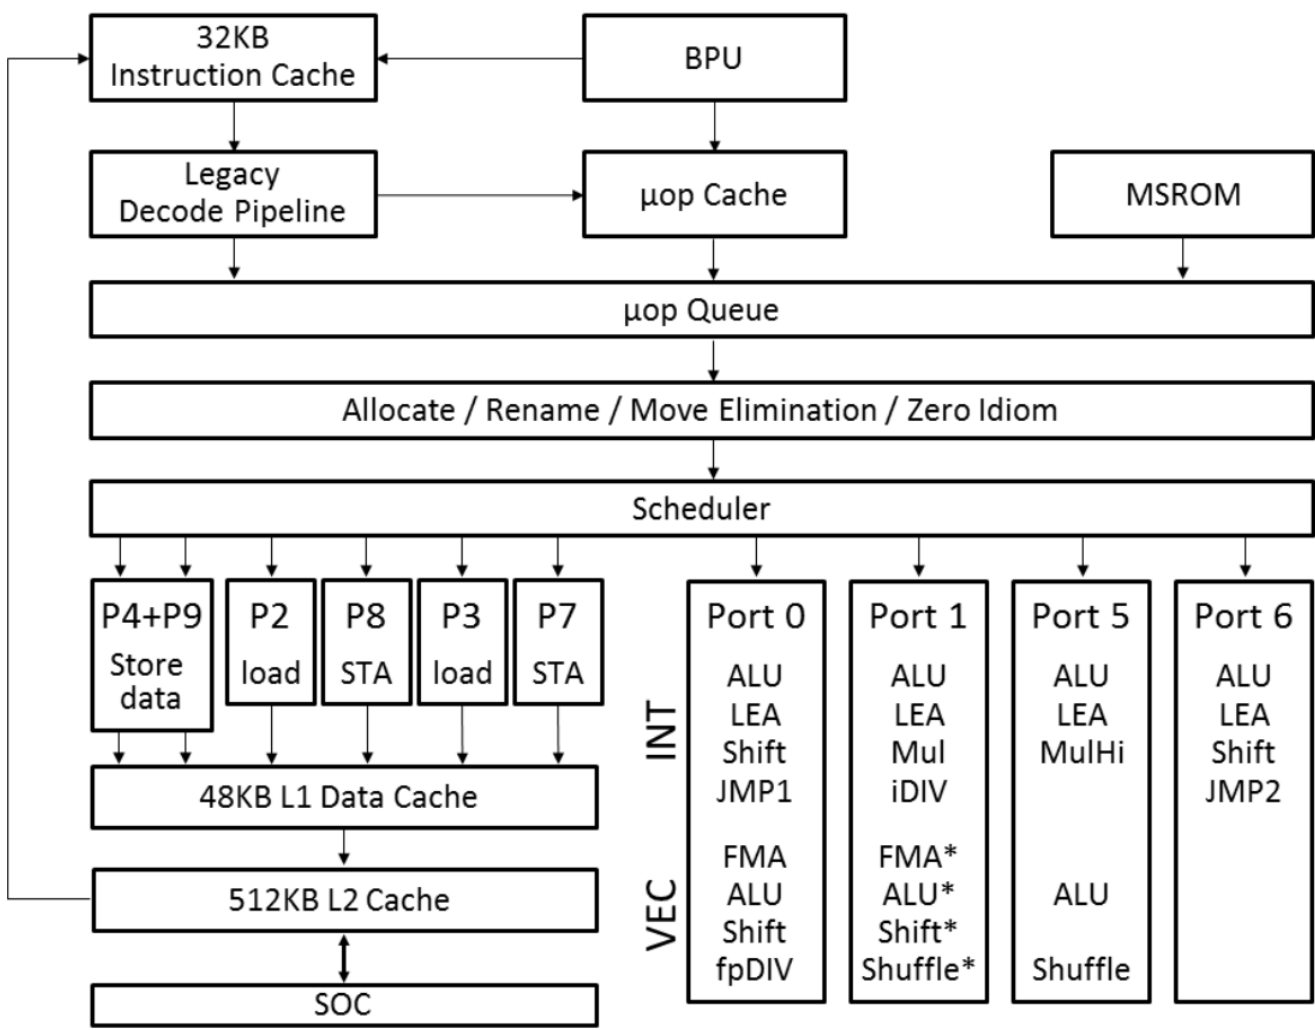 32KB
Instruction Cache
BPU
Legacy
Decode Pipeline
μop Cache
MSROM
μop Queue
Allocate / Rename / Move Elimination / Zero Idiom
Scheduler
P4+P9
Store
data
P2
load
P8
STA
P3
load
P7
STA
48KB L1 Data Cache
512KB L2 Cache
SOC
INT
VEC
Port 0
ALU
LEA
Shift
JMP1
FMA
ALU
Shift
fpDIV
Port 1
ALU
LEA
Mul
iDIV
FMA*
ALU*
Shift*
Shuffle*
Port 5
ALU
LEA
MulHi
ALU
Shuffle
Port 6
ALU
LEA
Shift
JMP2